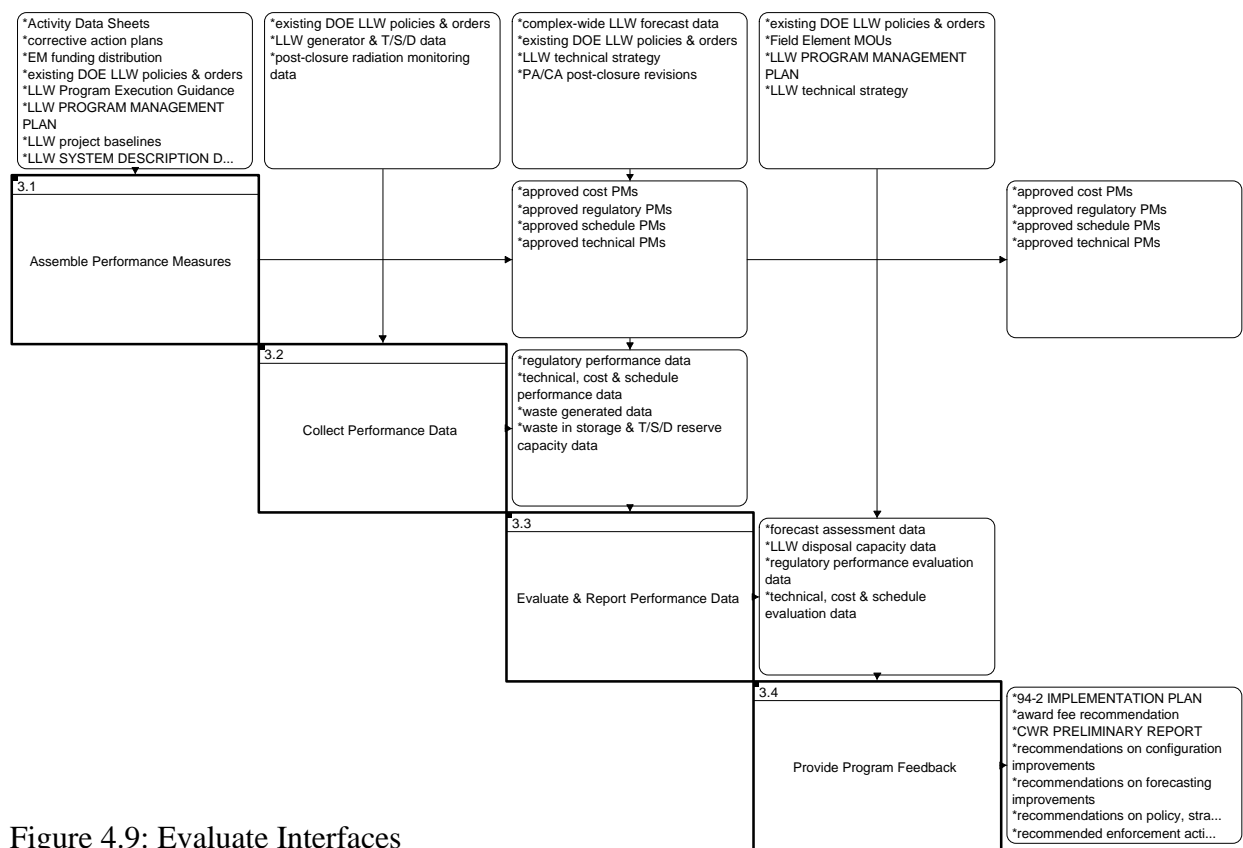 *Activity Data Sheets
*corrective action plans
*EM funding distribution
*existing DOE LLW policies & orders
*LLW Program Execution Guidance
*LLW PROGRAM MANAGEMENT
PLAN
*LLW project baselines
*LLW SYSTEM DESCRIPTION D...
*existing DOE LLW policies & orders
*LLW generator & T/S/D data
*post-closure radiation monitoring
data
*complex-wide LLW forecast data
*existing DOE LLW policies & orders
*LLW technical strategy
*PA/CA post-closure revisions
*existing DOE LLW policies & orders
*Field Element MOUs
*LLW PROGRAM MANAGEMENT
PLAN
*LLW technical strategy
3.1
Assemble Performance Measures
*approved cost PMs
*approved regulatory PMs
*approved schedule PMs
*approved technical PMs
*approved cost PMs
*approved regulatory PMs
*approved schedule PMs
*approved technical PMs
3.2
Collect Performance Data
*regulatory performance data
*technical, cost & schedule
performance data
*waste generated data
*waste in storage & T/S/D reserve
capacity data
3.3
Evaluate & Report Performance Data
*forecast assessment data
*LLW disposal capacity data
*regulatory performance evaluation
data
*technical, cost & schedule
evaluation data
3.4
Provide Program Feedback
*94-2 IMPLEMENTATION PLAN
*award fee recommendation
*CWR PRELIMINARY REPORT
*recommendations on configuration
improvements
*recommendations on forecasting
improvements
*recommendations on policy, stra...
*recommended enforcement acti...
Figure 4.9: Evaluate Interfaces